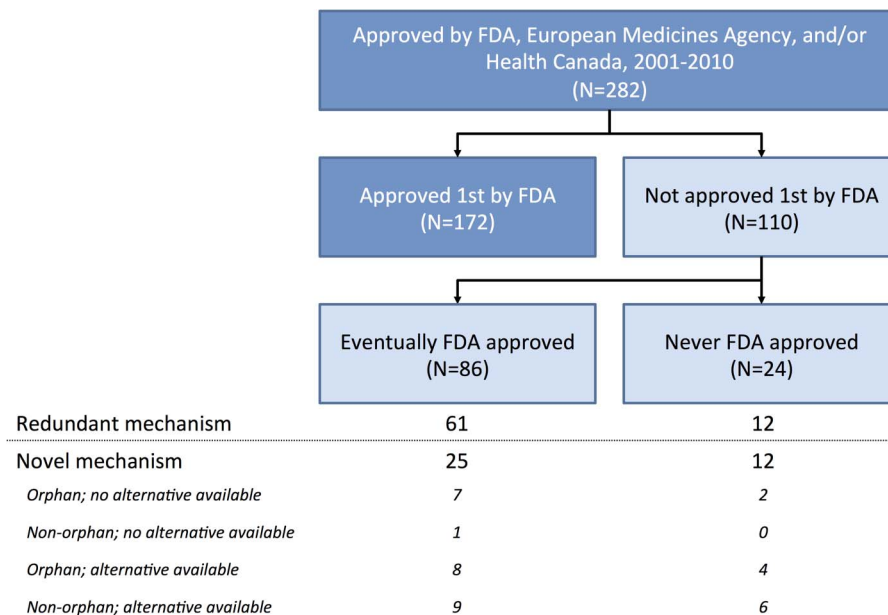 Approved by FDA, European Medicines Agency, and/or
Health Canada, 2001-2010
(N=282)
Approved 1st by FDA
(N=172)
Not approved 1st by FDA
(N=110)
Eventually FDA approved
(N=86)
Never FDA approved
(N=24)
Redundant mechanism 61 12
Novel mechanism 25 12
Orphan; no alternative available 7 2
Non-orphan; no alternative available 1 0
Orphan; alternative available 8 4
Non-orphan; alternative available 9 6